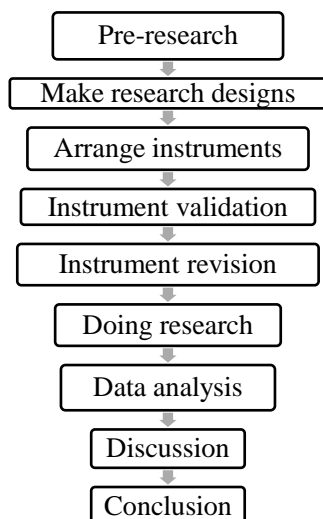 Pre-research
Make research designs
Arrange instruments
Instrument validation
Instrument revision
Doing research
Data analysis
Discussion
Conclusion